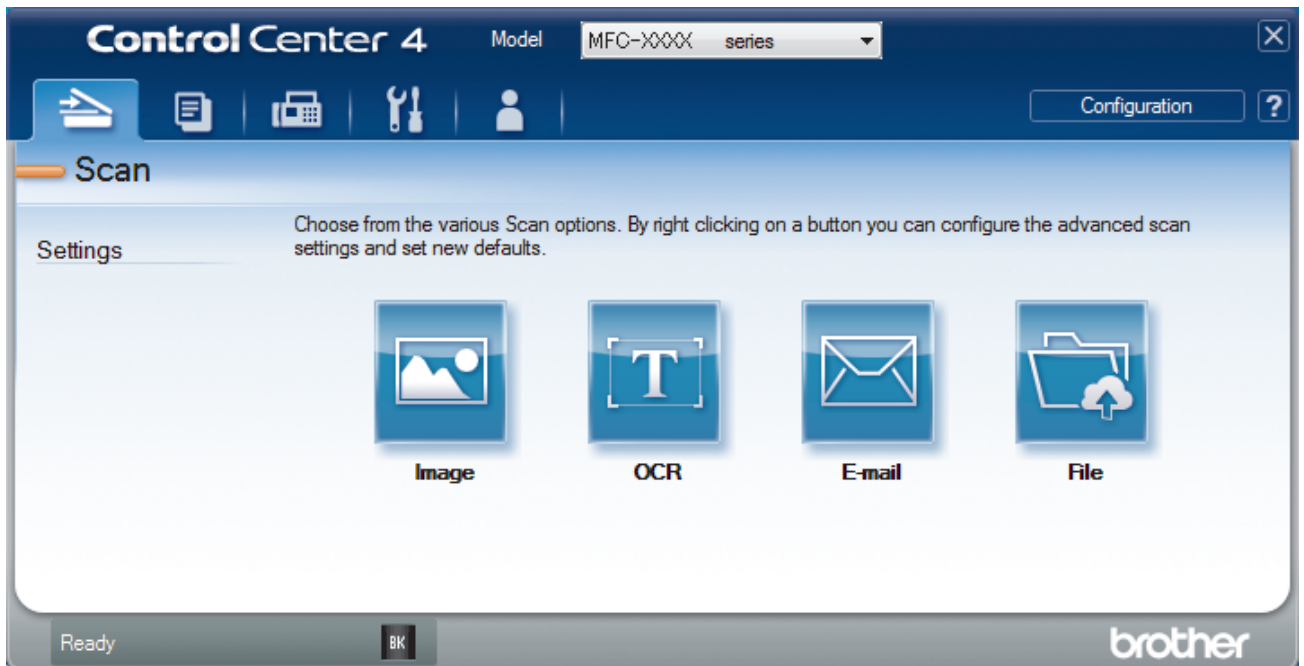 Control Center 4
Model
MFC-XXXX series
Configuration
?
Scan
Settings
Choose from the various Scan options. By right clicking on a button you can configure the advanced scan
settings and set new defaults.
T
Image
OCR
E-mail
File
Ready
BK
brother